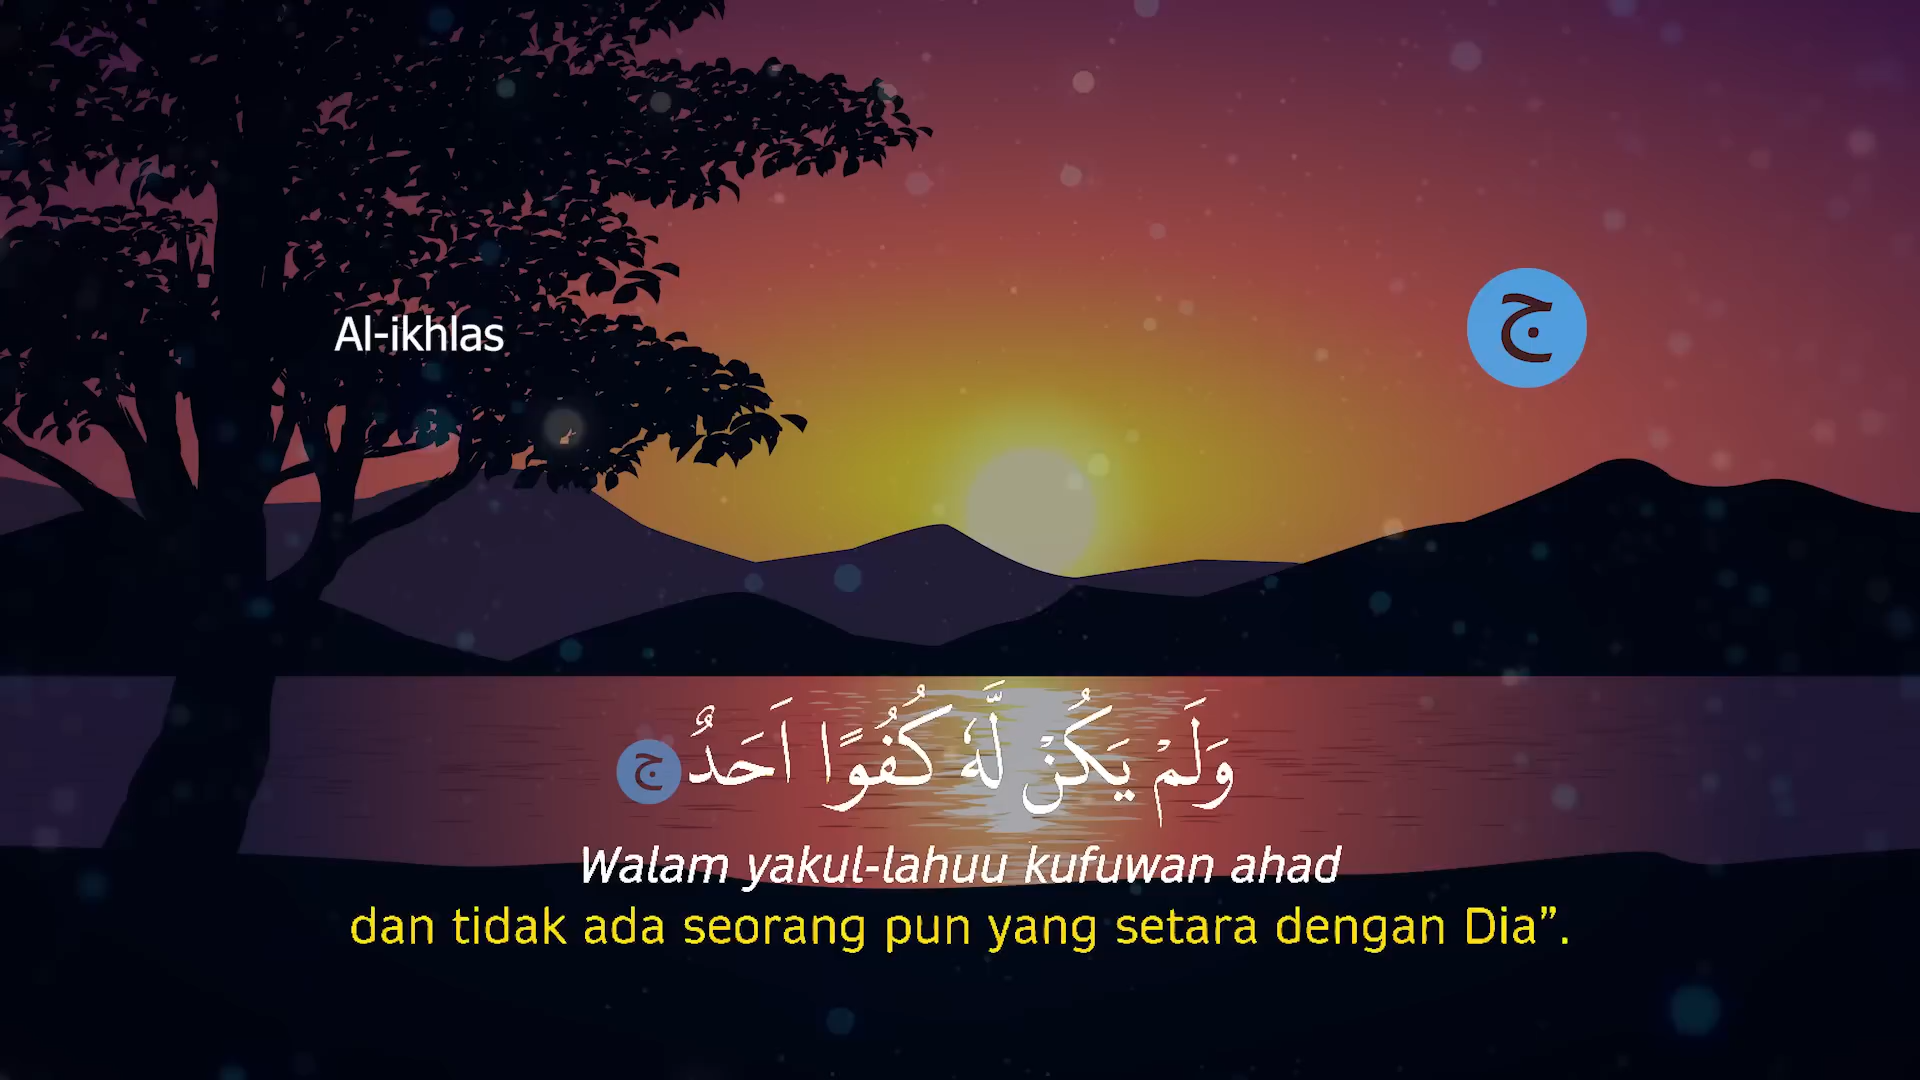 Al-ikhlas
ج
وَلَمْ يَكُنْ لَّهٗ كُفُوًا اَحَدٌ ࣖ ج
Walam yakul-lahuu kufuwan ahad
dan tidak ada seorang pun yang setara dengan Dia”.